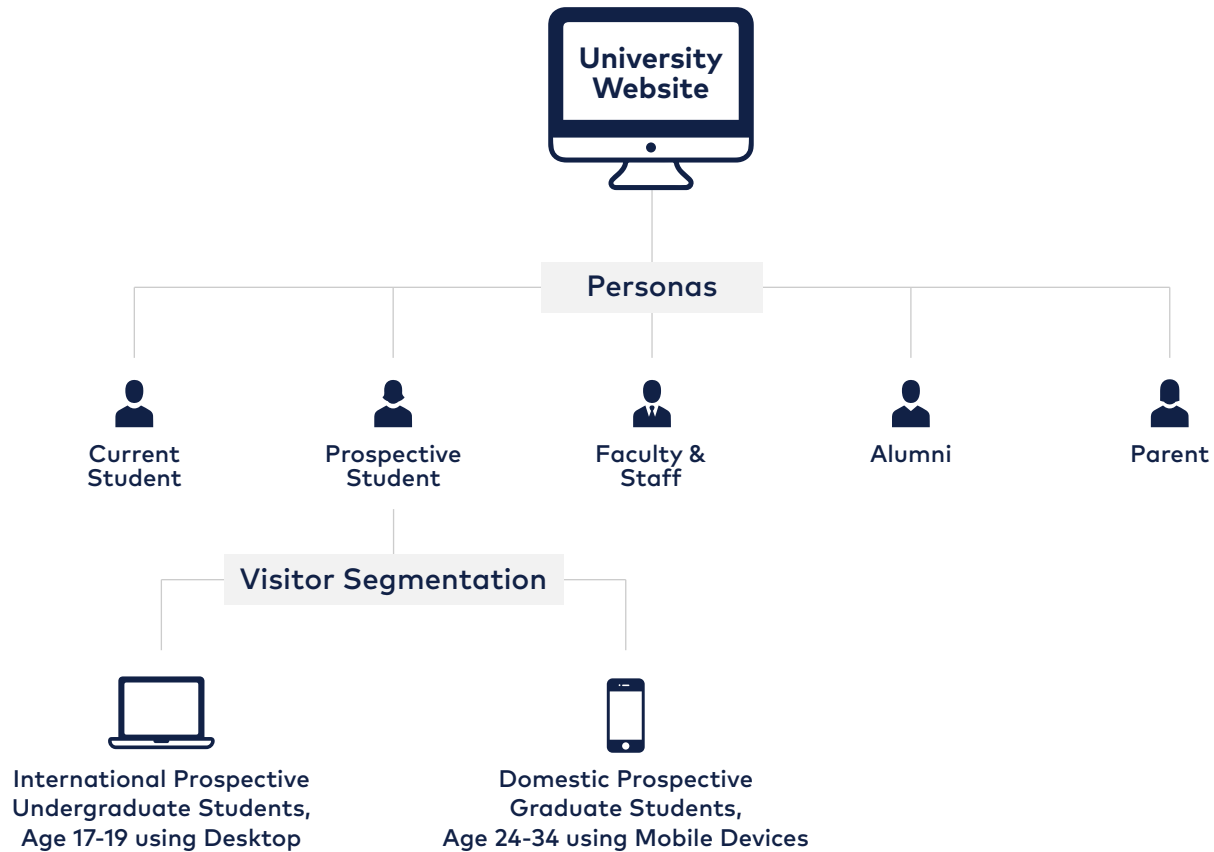 University
Website
Personas
Current
Student
Prospective
Student
Faculty &
Staff
Alumni
Parent
Visitor Segmentation
International Prospective
Undergraduate Students,
Age 17-19 using Desktop
Domestic Prospective
Graduate Students,
Age 24-34 using Mobile Devices